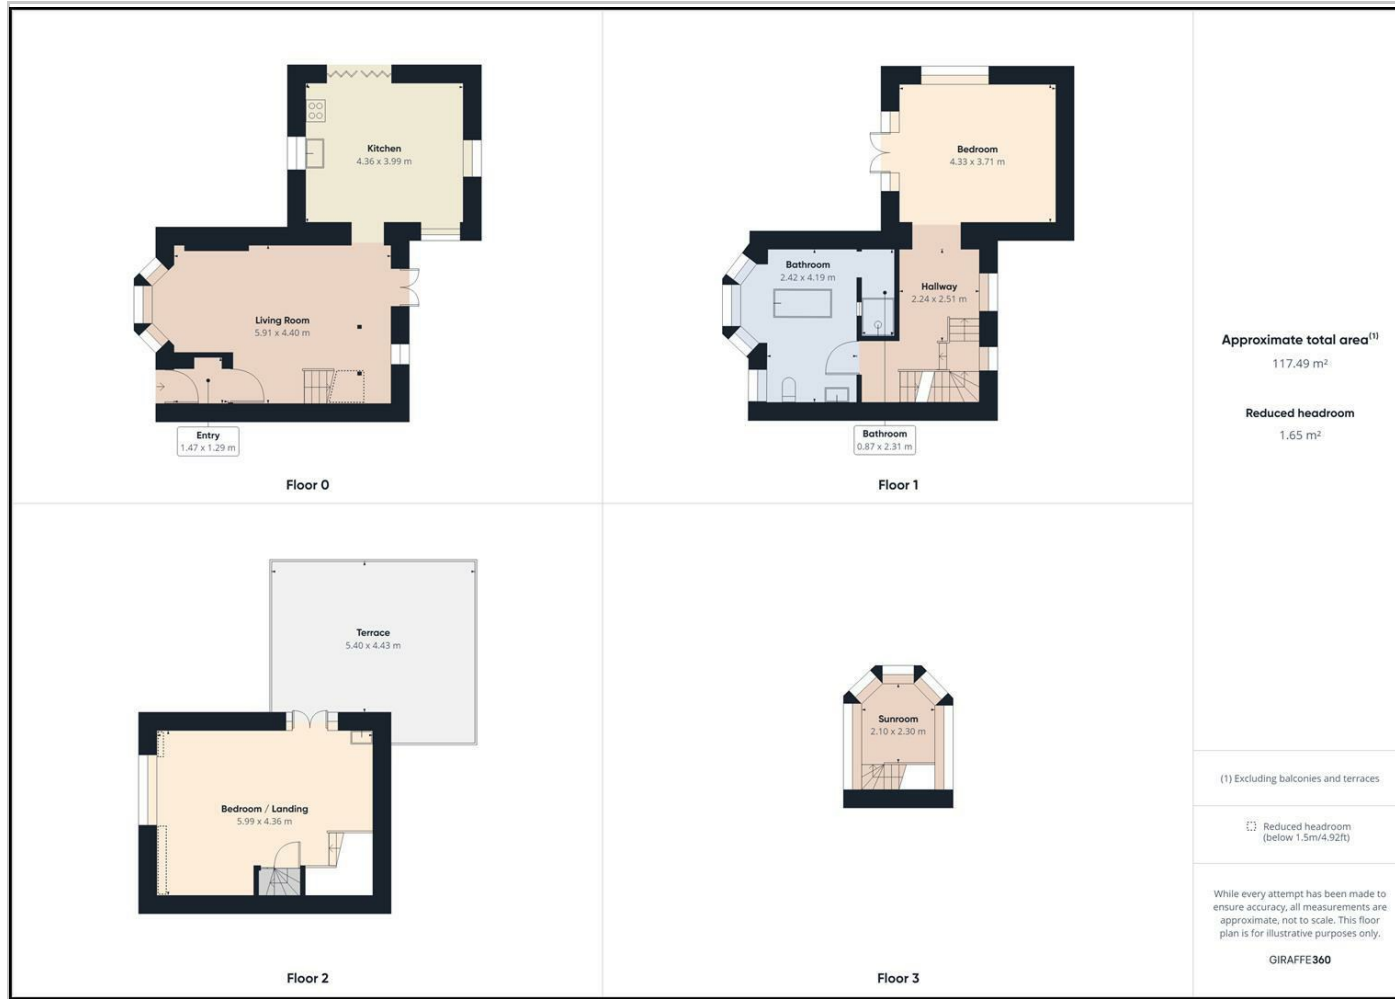 Kitchen
4.36 x 3.99 m
Living Room
5.91 x 4.40 m
Entry
1.47 x 1.29 m
Floor 0
Bedroom
4.33 x 3.71 m
Bathroom
2.42 x 4.19 m
Hallway
2.24 x 2.51 m
Bathroom
0.87 x 2.31 m
Floor 1
Terrace
5.40 x 4.43 m
Bedroom / Landing
5.99 x 4.36 m
Floor 2
Sunroom
2.10 x 2.30 m
Floor 3
Approximate total area(1)
117.49 m²
Reduced headroom
1.65 m²
(1) Excluding balconies and terraces
Reduced headroom
(below 1.5m/4.92ft)
While every attempt has been made to
ensure accuracy, all measurements are
approximate, not to scale. This floor
plan is for illustrative purposes only.
GIRAFFE360